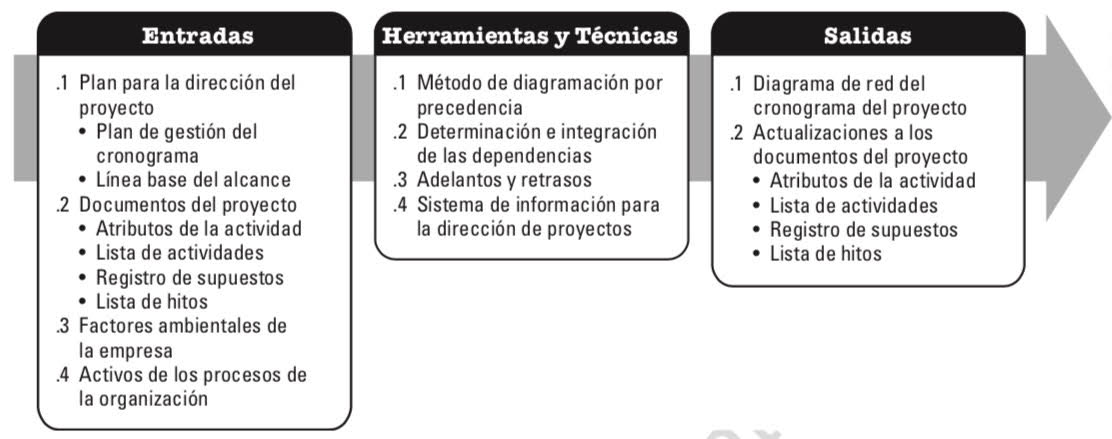 Entradas
.1 Plan para la dirección del
proyecto
• Plan de gestión del
cronograma
• Línea base del alcance
.2 Documentos del proyecto
• Atributos de la actividad
• Lista de actividades
• Registro de supuestos
• Lista de hitos
.3 Factores ambientales de
la empresa
.4 Activos de los procesos de
la organización
Herramientas y Técnicas
.1 Método de diagramación por
precedencia
.2 Determinación e integración
de las dependencias
.3 Adelantos y retrasos
.4 Sistema de información para
la dirección de proyectos
Salidas
.1 Diagrama de red del
cronograma del proyecto
.2 Actualizaciones a los
documentos del proyecto
• Atributos de la actividad
• Lista de actividades
• Registro de supuestos
• Lista de hitos